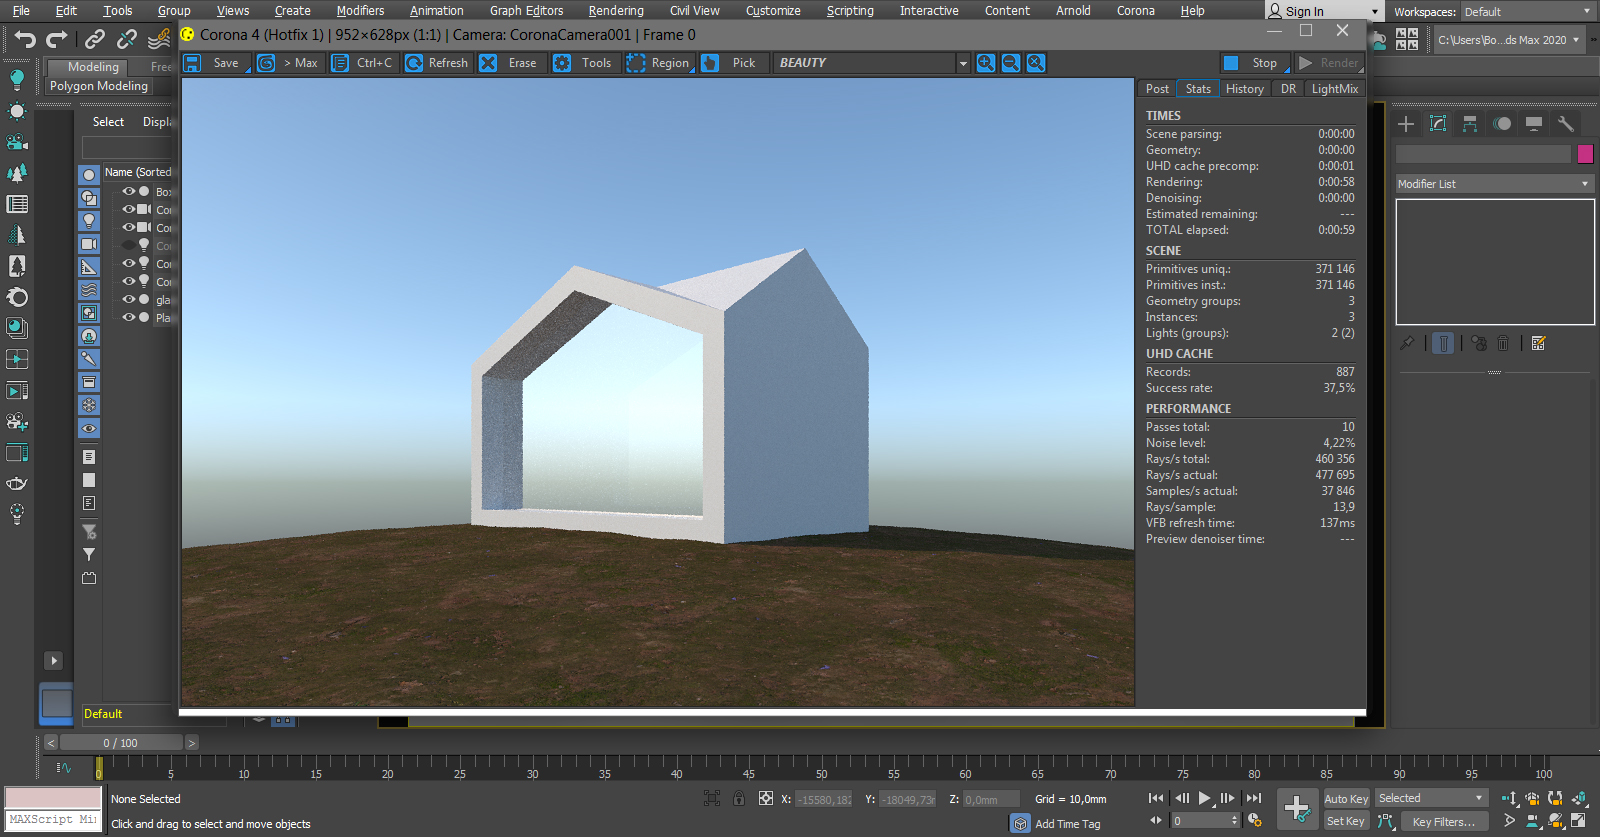 File Edit Tools Group Views Create Modifiers Animation Graph Editors Rendering Civil View Customize Scripting Interactive Content Arnold Corona Help Sign In Workspaces: Default
Corona 4 (Hotfix 1) | 952×628px (1:1) | Camera: CoronaCamera001 | Frame 0
C:\Users\Bo...ds Max 2020
Save > Max Ctrl+C Refresh Erase Tools Region Pick BEAUTY Stop Render
Modeling Free
Polygon Modeling
Post Stats History DR LightMix
Select Displa
Name (Sorted
Box
Cor
Cor
Cor
Cor
Cor
gla
Pla
TIMES
Scene parsing: 0:00:00
Geometry: 0:00:00
UHD cache precomp: 0:00:01
Rendering: 0:00:58
Denoising: 0:00:00
Estimated remaining: ---
TOTAL elapsed: 0:00:59
SCENE
Primitives uniq.: 371 146
Primitives inst.: 371 146
Geometry groups: 3
Instances: 3
Lights (groups): 2 (2)
UHD CACHE
Records: 887
Success rate: 37,5%
PERFORMANCE
Passes total: 10
Noise level: 4,22%
Rays/s total: 460 356
Rays/s actual: 477 695
Samples/s actual: 37 846
Rays/sample: 13,9
VFB refresh time: 137ms
Preview denoiser time: ---
Modifier List
Default
< 0 / 100 >
0 5 10 15 20 25 30 35 40 45 50 55 60 65 70 75 80 85 90 95 100
None Selected X: -15580,182 Y: -18049,73r Z: 0,0mm Grid = 10,0mm Auto Key Selected
MAXScript Mi
Click and drag to select and move objects Add Time Tag 0 Set Key Key Filters...